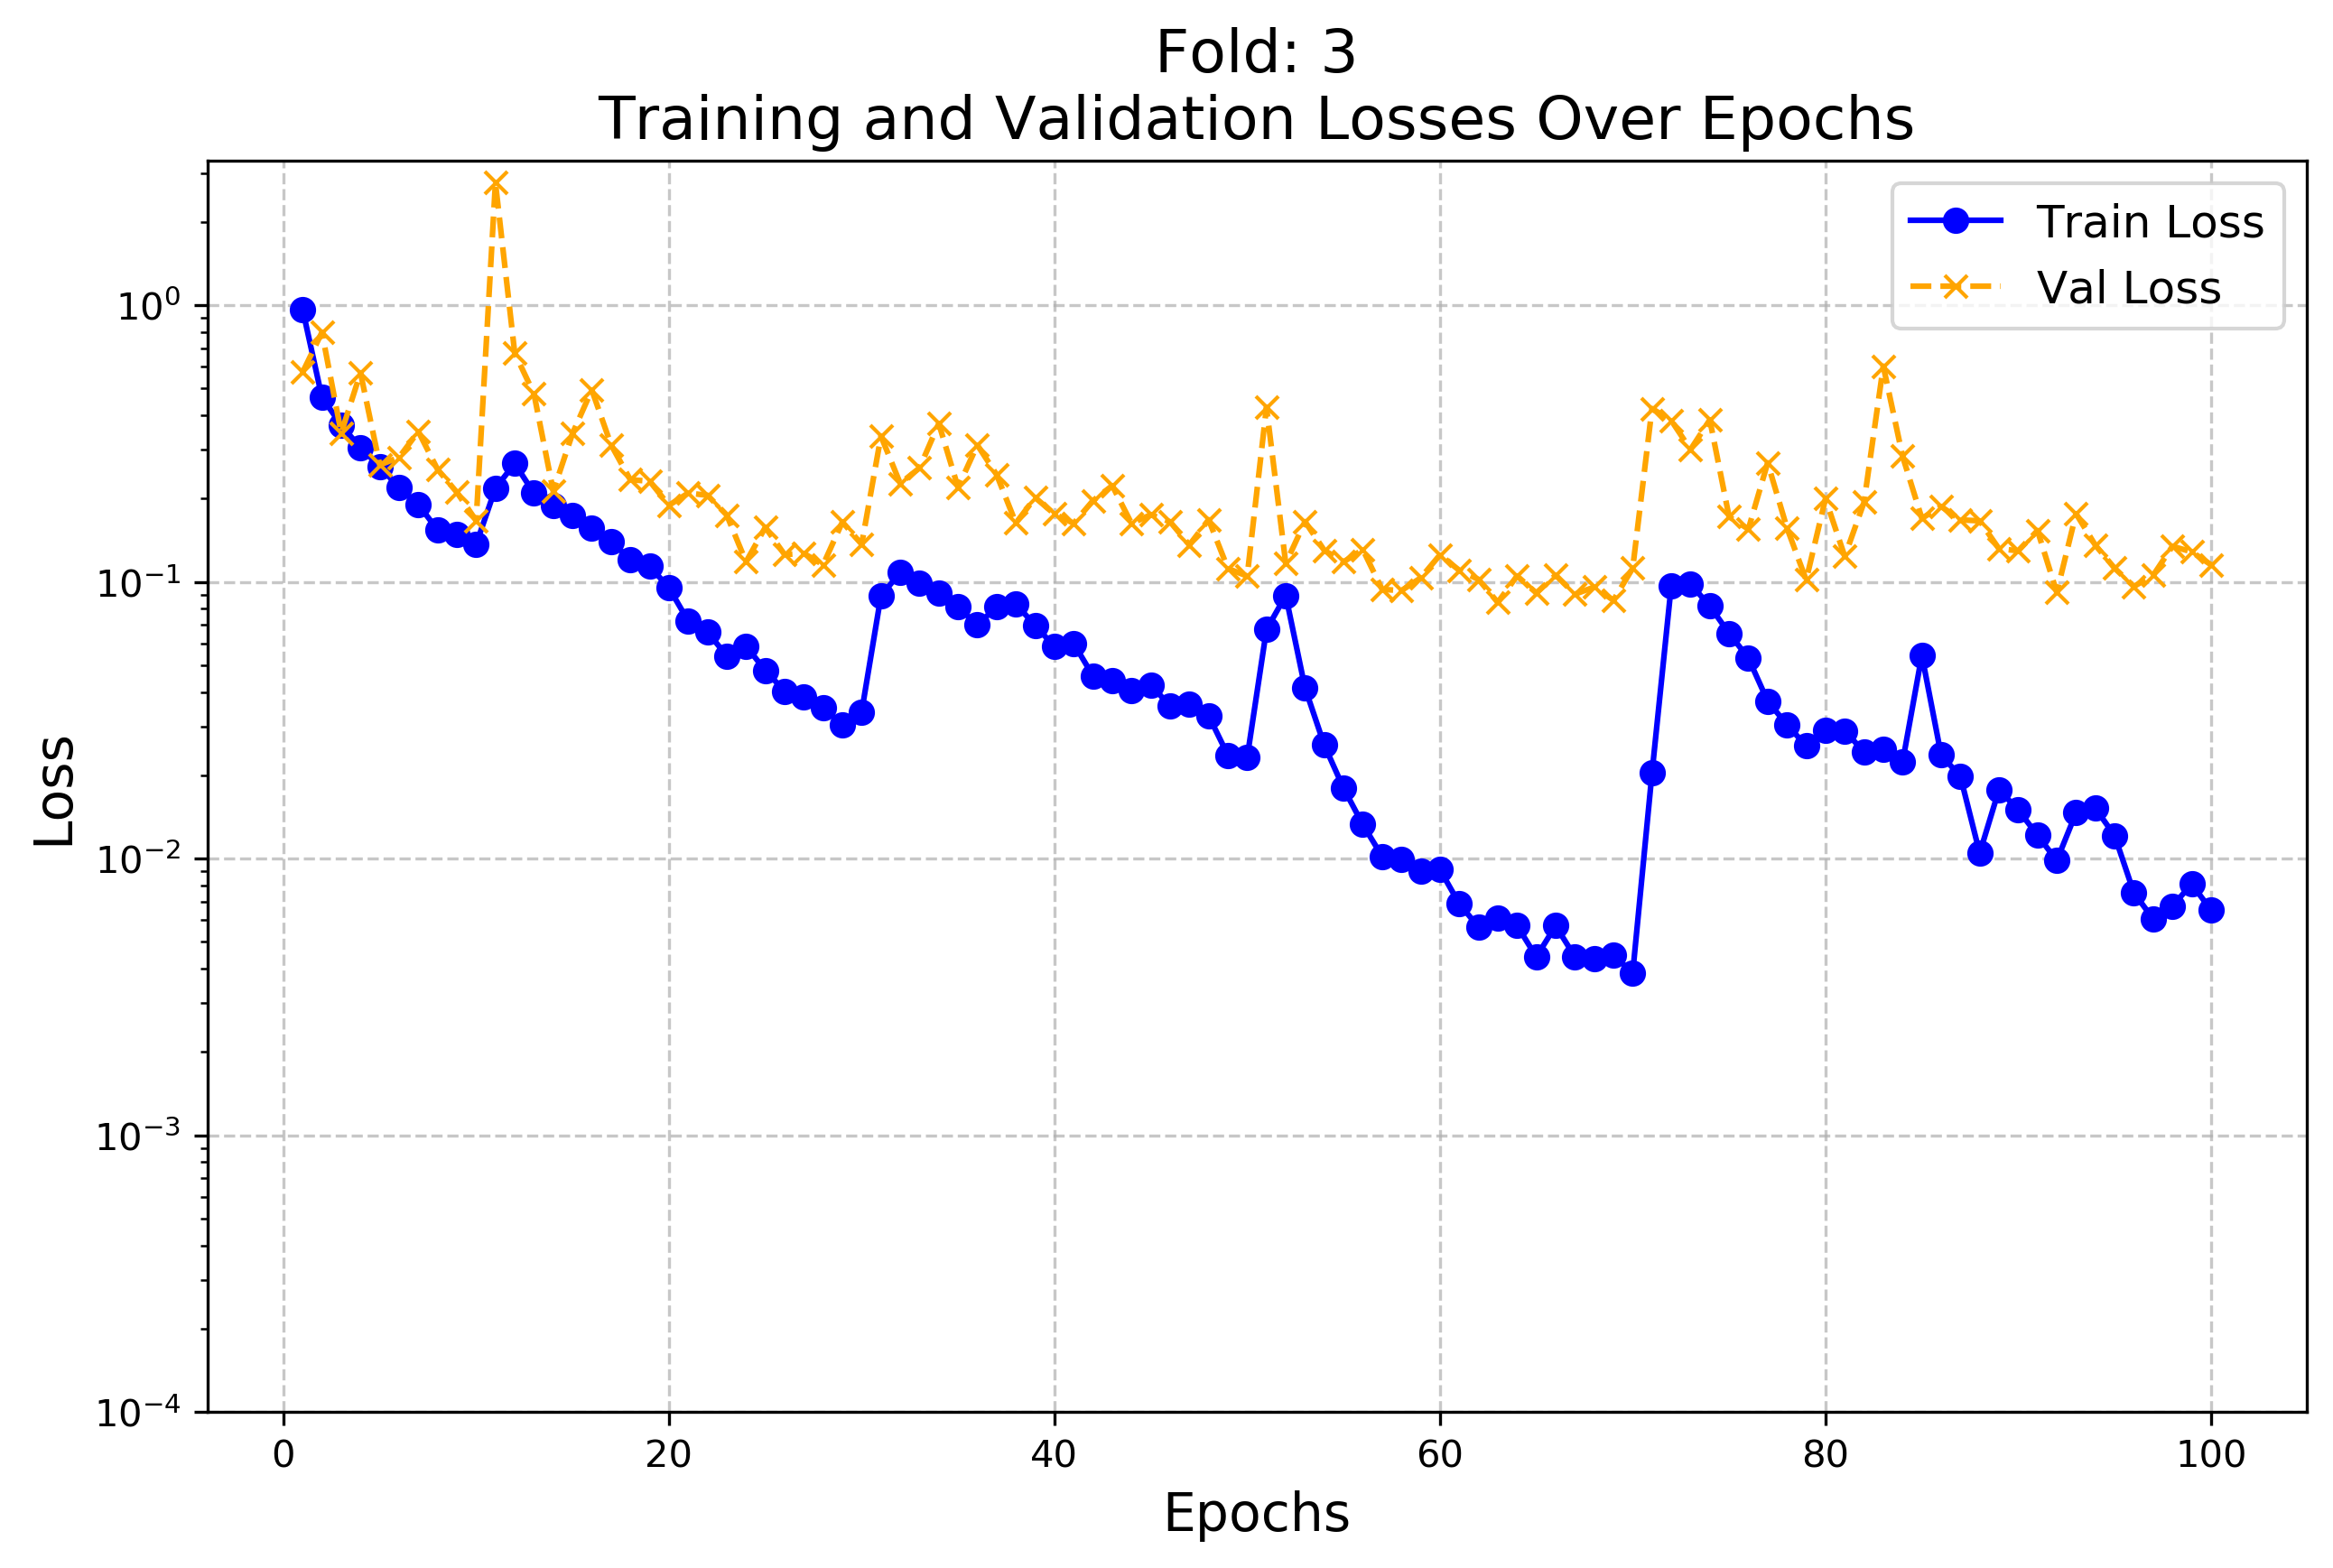 Fold: 3
Training and Validation Losses Over Epochs
Train Loss
Val Loss
10⁰
10⁻¹
10⁻²
10⁻³
10⁻⁴
Loss
0 20 40 60 80 100
Epochs